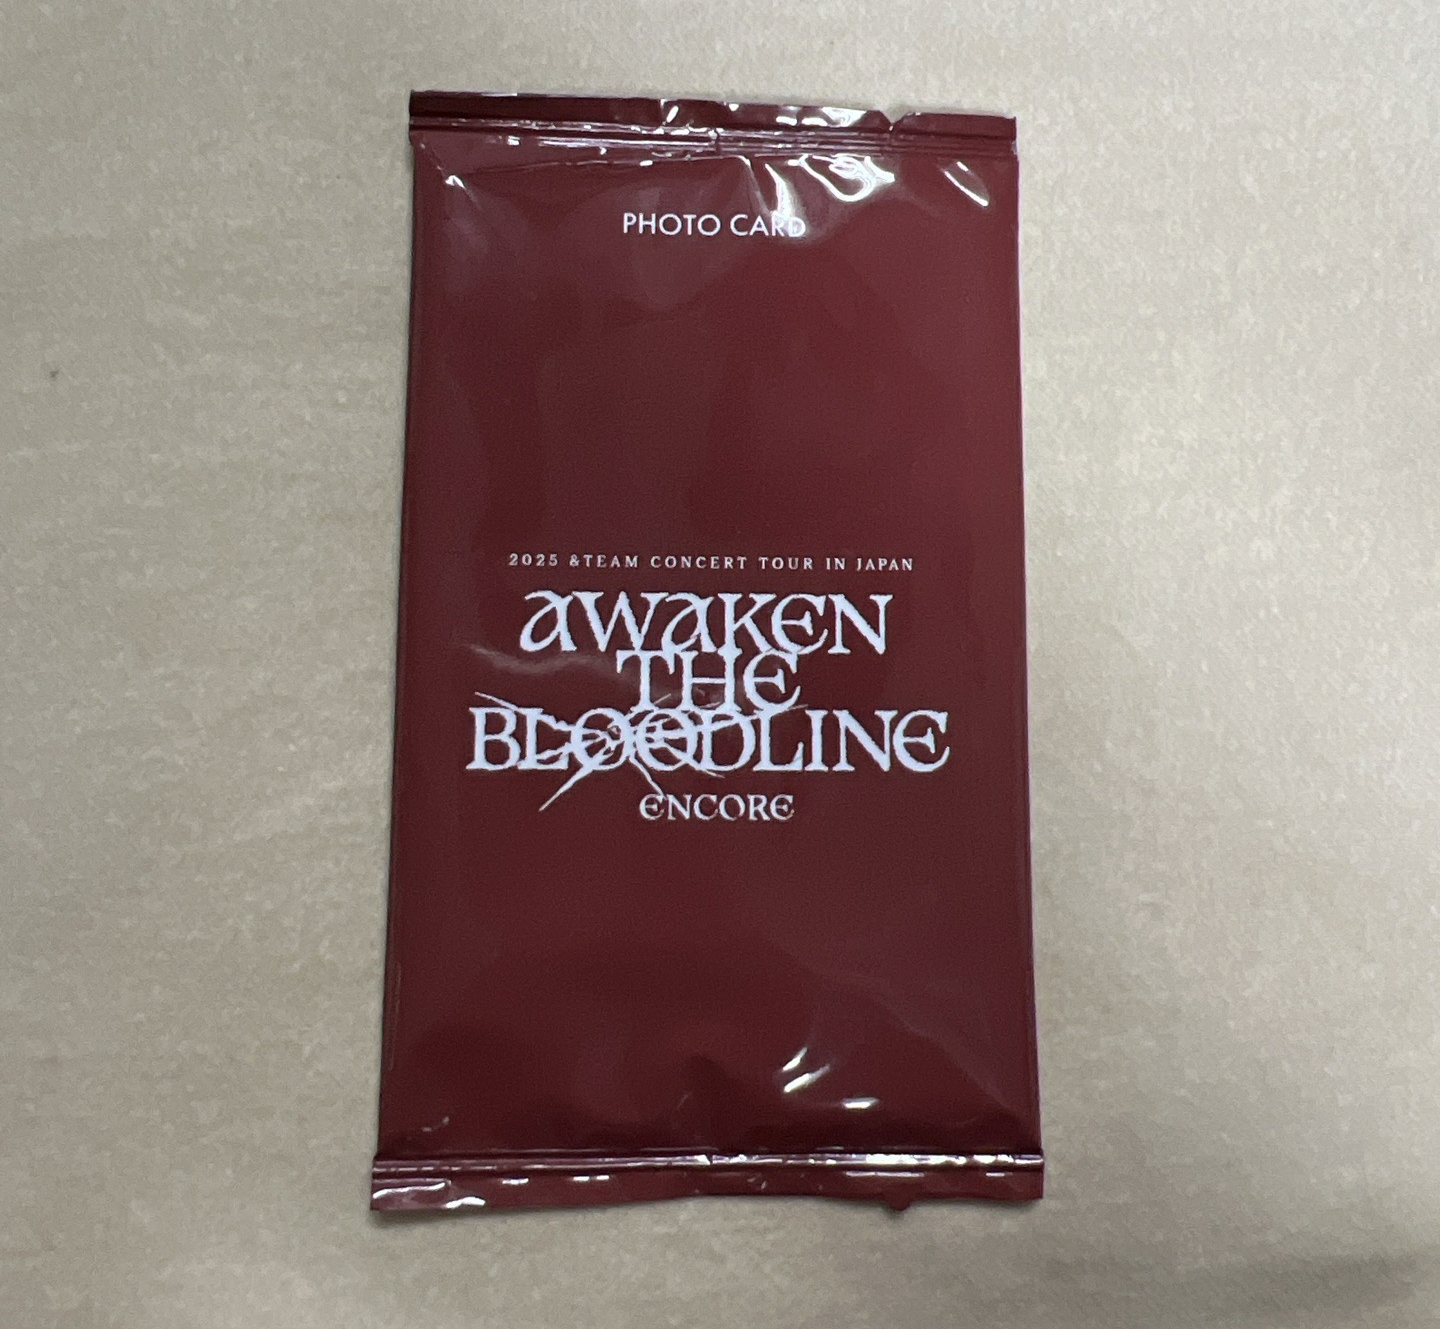 PHOTO CARD
2025 &TEAM CONCERT TOUR IN JAPAN
AWAKEN
THE
BLOODLINE
ENCORE